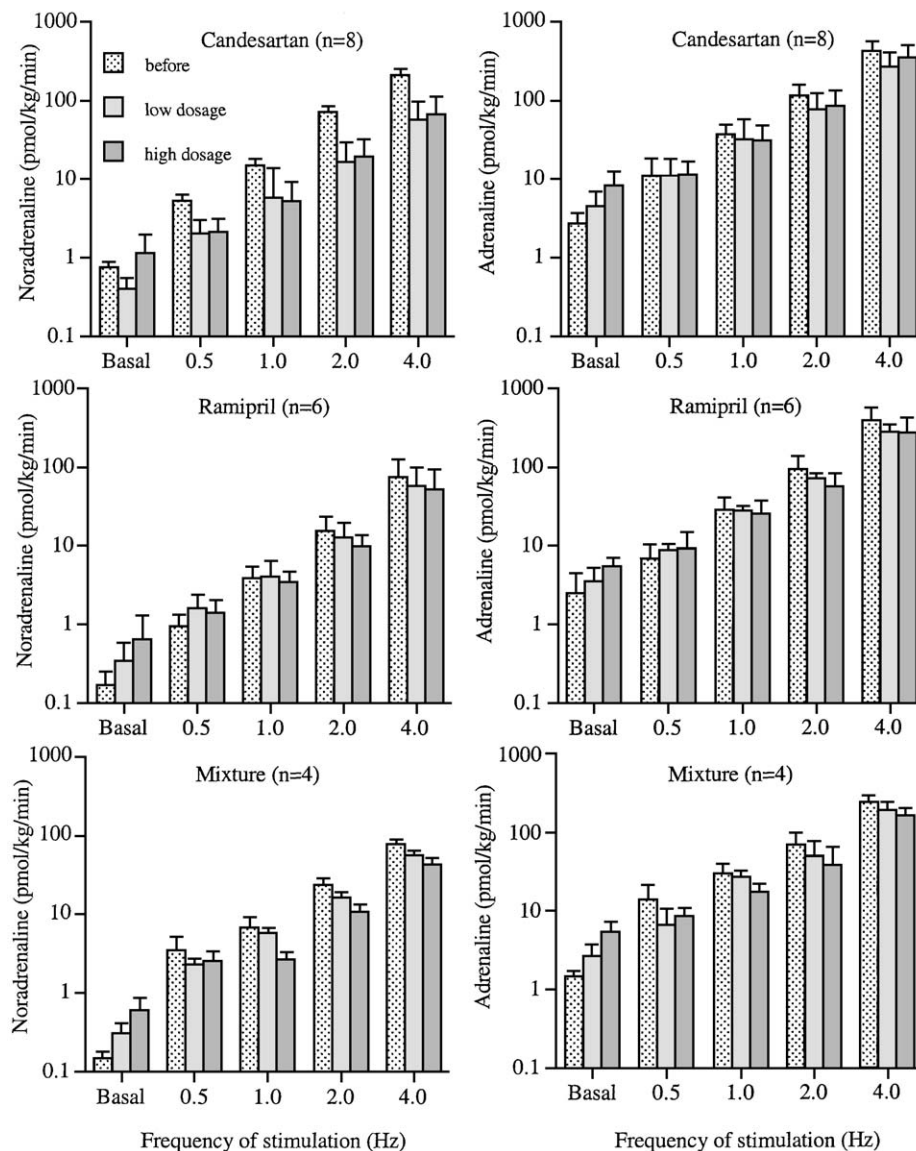 Candesartan (n=8)
before
low dosage
high dosage
Noradrenaline (pmol/kg/min)
1000
100
10
1
0.1
Basal 0.5 1.0 2.0 4.0
Candesartan (n=8)
Adrenaline (pmol/kg/min)
1000
100
10
1
0.1
Basal 0.5 1.0 2.0 4.0
Ramipril (n=6)
Noradrenaline (pmol/kg/min)
1000
100
10
1
0.1
Basal 0.5 1.0 2.0 4.0
Ramipril (n=6)
Adrenaline (pmol/kg/min)
1000
100
10
1
0.1
Basal 0.5 1.0 2.0 4.0
Mixture (n=4)
Noradrenaline (pmol/kg/min)
1000
100
10
1
0.1
Basal 0.5 1.0 2.0 4.0
Frequency of stimulation (Hz)
Mixture (n=4)
Adrenaline (pmol/kg/min)
1000
100
10
1
0.1
Basal 0.5 1.0 2.0 4.0
Frequency of stimulation (Hz)